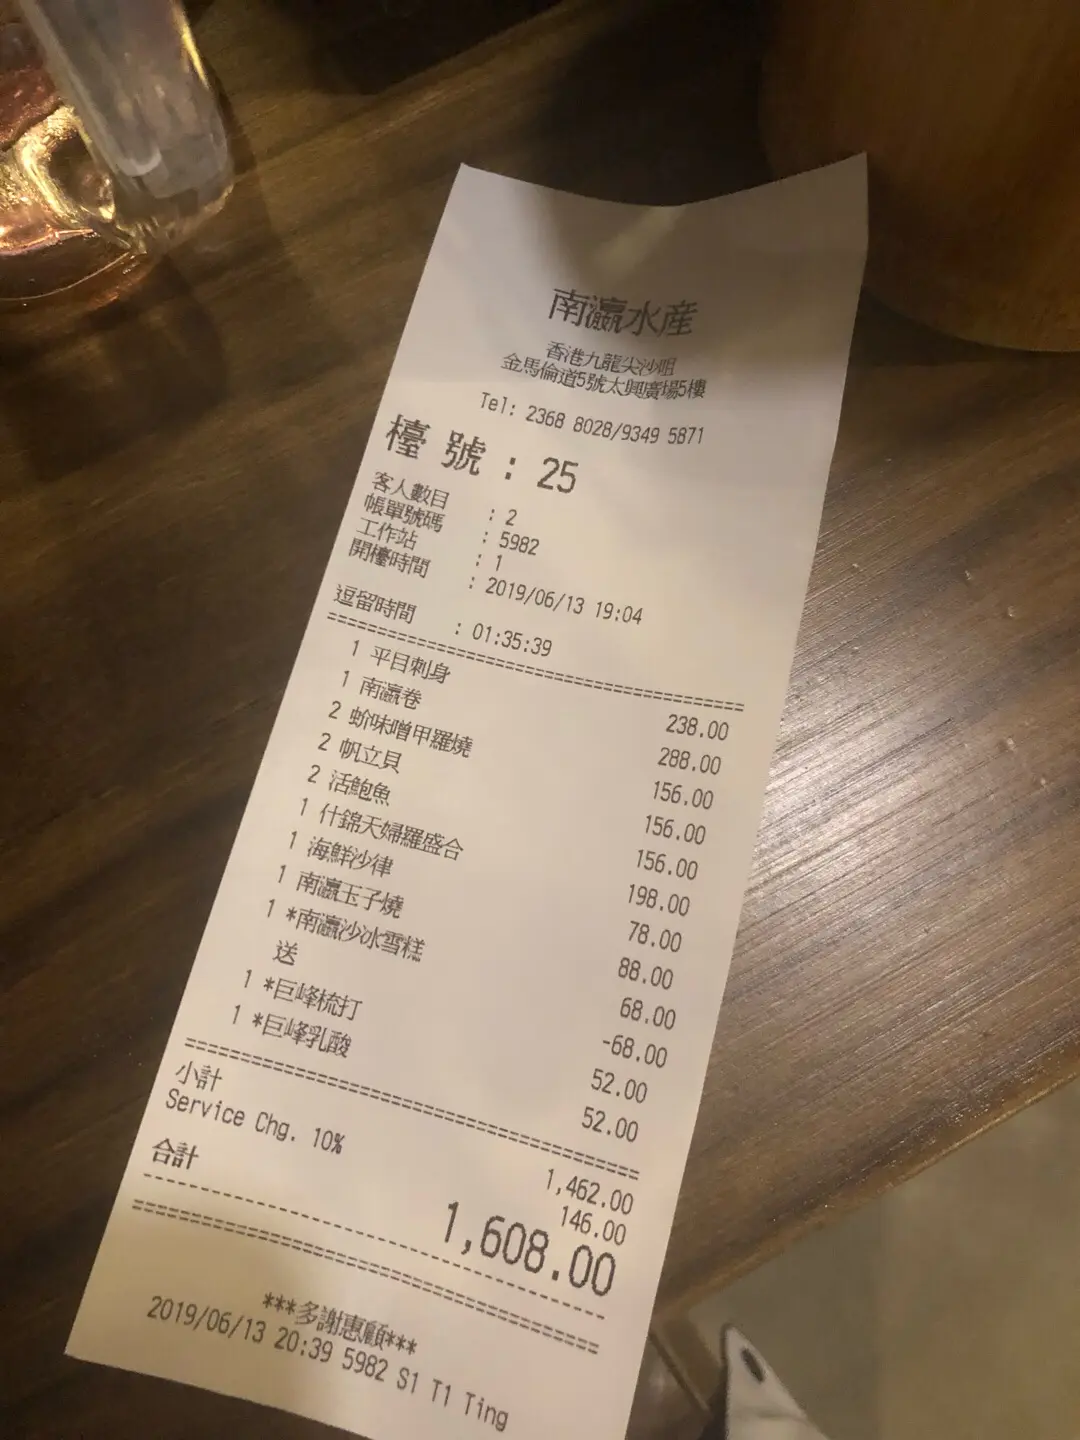 南瀛水産
香港九龍尖沙咀
金馬倫道5號太興廣場5樓
Tel: 2368 8028/9349 5871
檯 號 : 25
客人數目 : 2
帳單號碼 : 5982
工作站 : 1
開檯時間 : 2019/06/13 19:04
逗留時間 : 01:35:39
1 平目刺身 238.00
1 南瀛卷 288.00
2 蚧味噌甲羅燒 156.00
2 帆立貝 156.00
2 活鮑魚 156.00
1 什錦天婦羅盛合 198.00
1 海鮮沙律 78.00
1 南瀛玉子燒 88.00
1 *南瀛沙冰雪糕 68.00
送 -68.00
1 *巨峰梳打 52.00
1 *巨峰乳酸 52.00
小計 1,462.00
Service Chg. 10% 146.00
合計 1,608.00
***多謝惠顧***
2019/06/13 20:39 5982 S1 T1 Ting